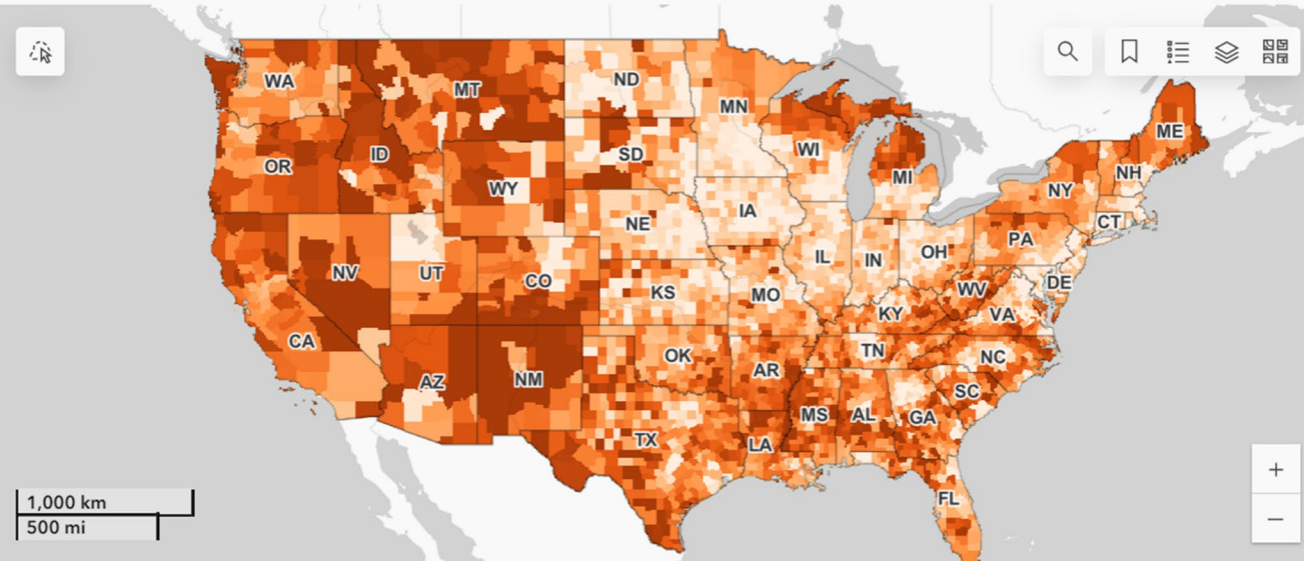 WA
MT
ND
MN
ME
OR
ID
SD
WI
MI
NH
NY
WY
IA
CT
NE
PA
NV
UT
CO
IL
IN
OH
DE
KS
MO
WV
KY
VA
CA
OK
TN
NC
AZ
NM
AR
SC
MS
AL
GA
TX
LA
FL
+
1,000 km
500 mi
−